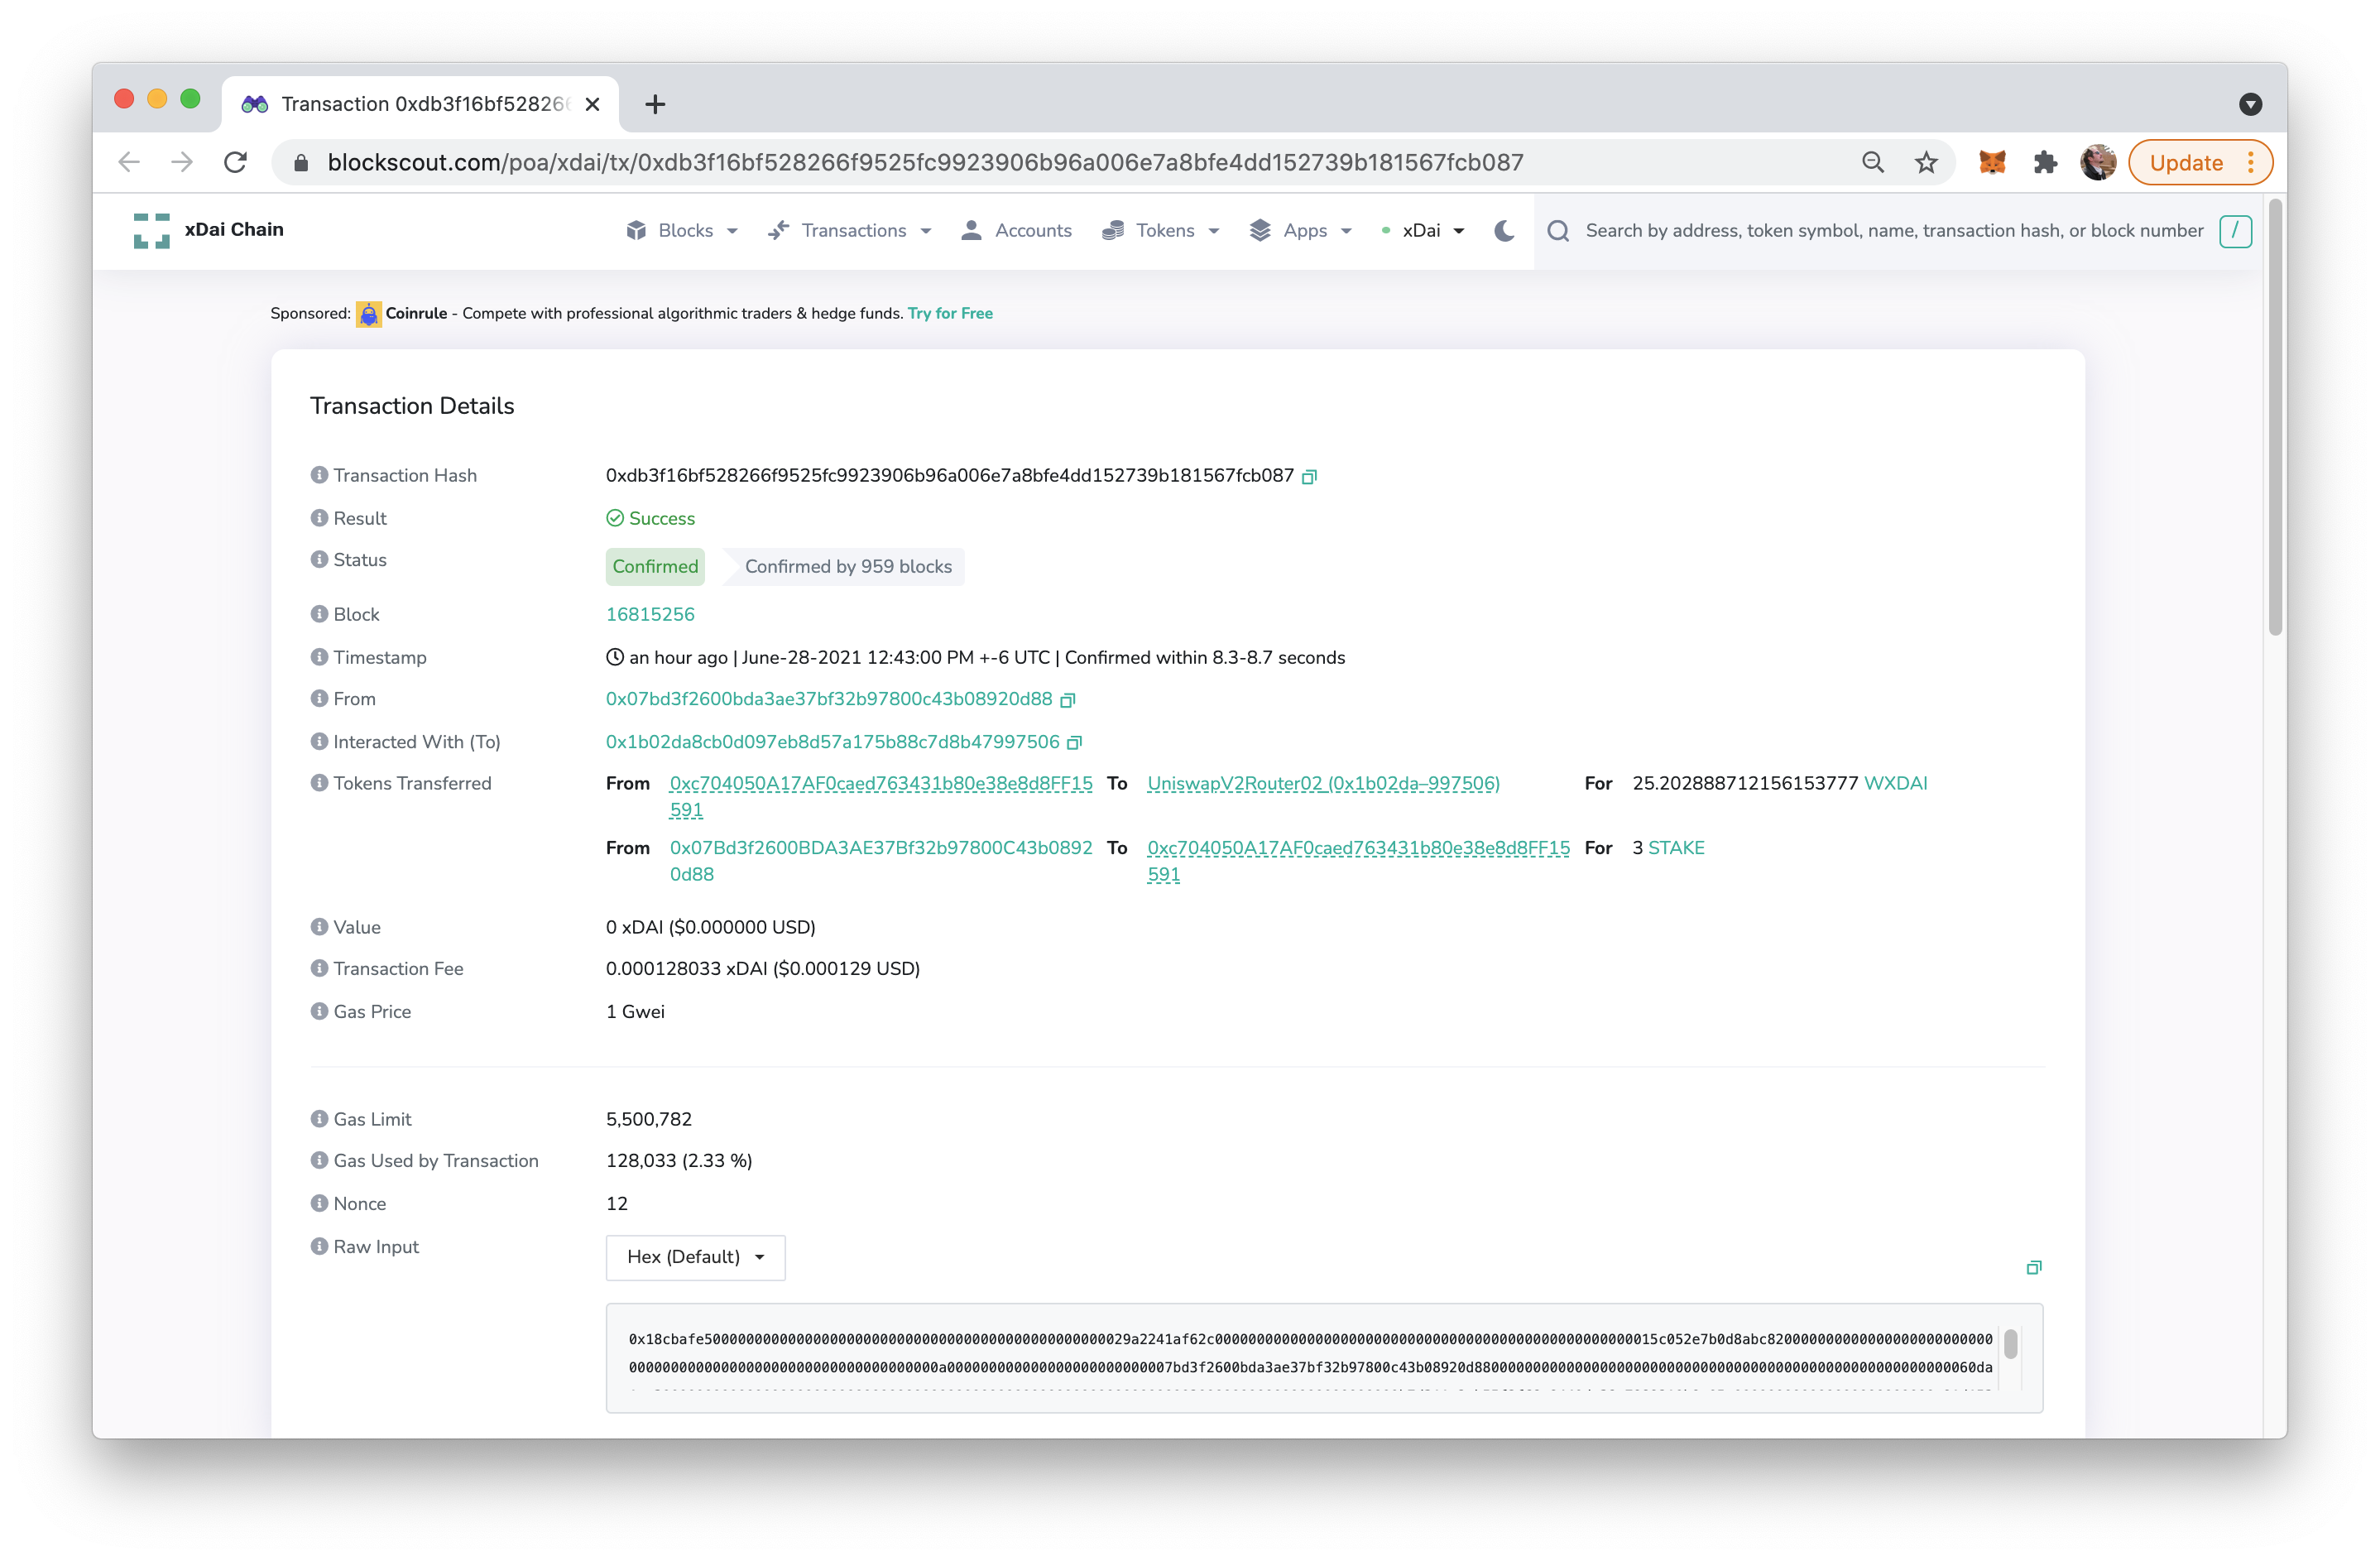 Transaction 0xdb3f16bf52826
blockscout.com/poa/xdai/tx/0xdb3f16bf528266f9525fc9923906b96a006e7a8bfe4dd152739b181567fcb087
Update
xDai Chain
Blocks
Transactions
Accounts
Tokens
Apps
xDai
Search by address, token symbol, name, transaction hash, or block number
/
Sponsored: Coinrule - Compete with professional algorithmic traders & hedge funds. Try for Free
Transaction Details
Transaction Hash 0xdb3f16bf528266f9525fc9923906b96a006e7a8bfe4dd152739b181567fcb087
Result Success
Status Confirmed Confirmed by 959 blocks
Block 16815256
Timestamp an hour ago | June-28-2021 12:43:00 PM +-6 UTC | Confirmed within 8.3-8.7 seconds
From 0x07bd3f2600bda3ae37bf32b97800c43b08920d88
Interacted With (To) 0x1b02da8cb0d097eb8d57a175b88c7d8b47997506
Tokens Transferred From 0xc704050A17AF0caed763431b80e38e8d8FF15 To UniswapV2Router02 (0x1b02da–997506) For 25.202888712156153777 WXDAI
591
From 0x07Bd3f2600BDA3AE37Bf32b97800C43b0892 To 0xc704050A17AF0caed763431b80e38e8d8FF15 For 3 STAKE
0d88 591
Value 0 xDAI ($0.000000 USD)
Transaction Fee 0.000128033 xDAI ($0.000129 USD)
Gas Price 1 Gwei
Gas Limit 5,500,782
Gas Used by Transaction 128,033 (2.33 %)
Nonce 12
Raw Input Hex (Default)